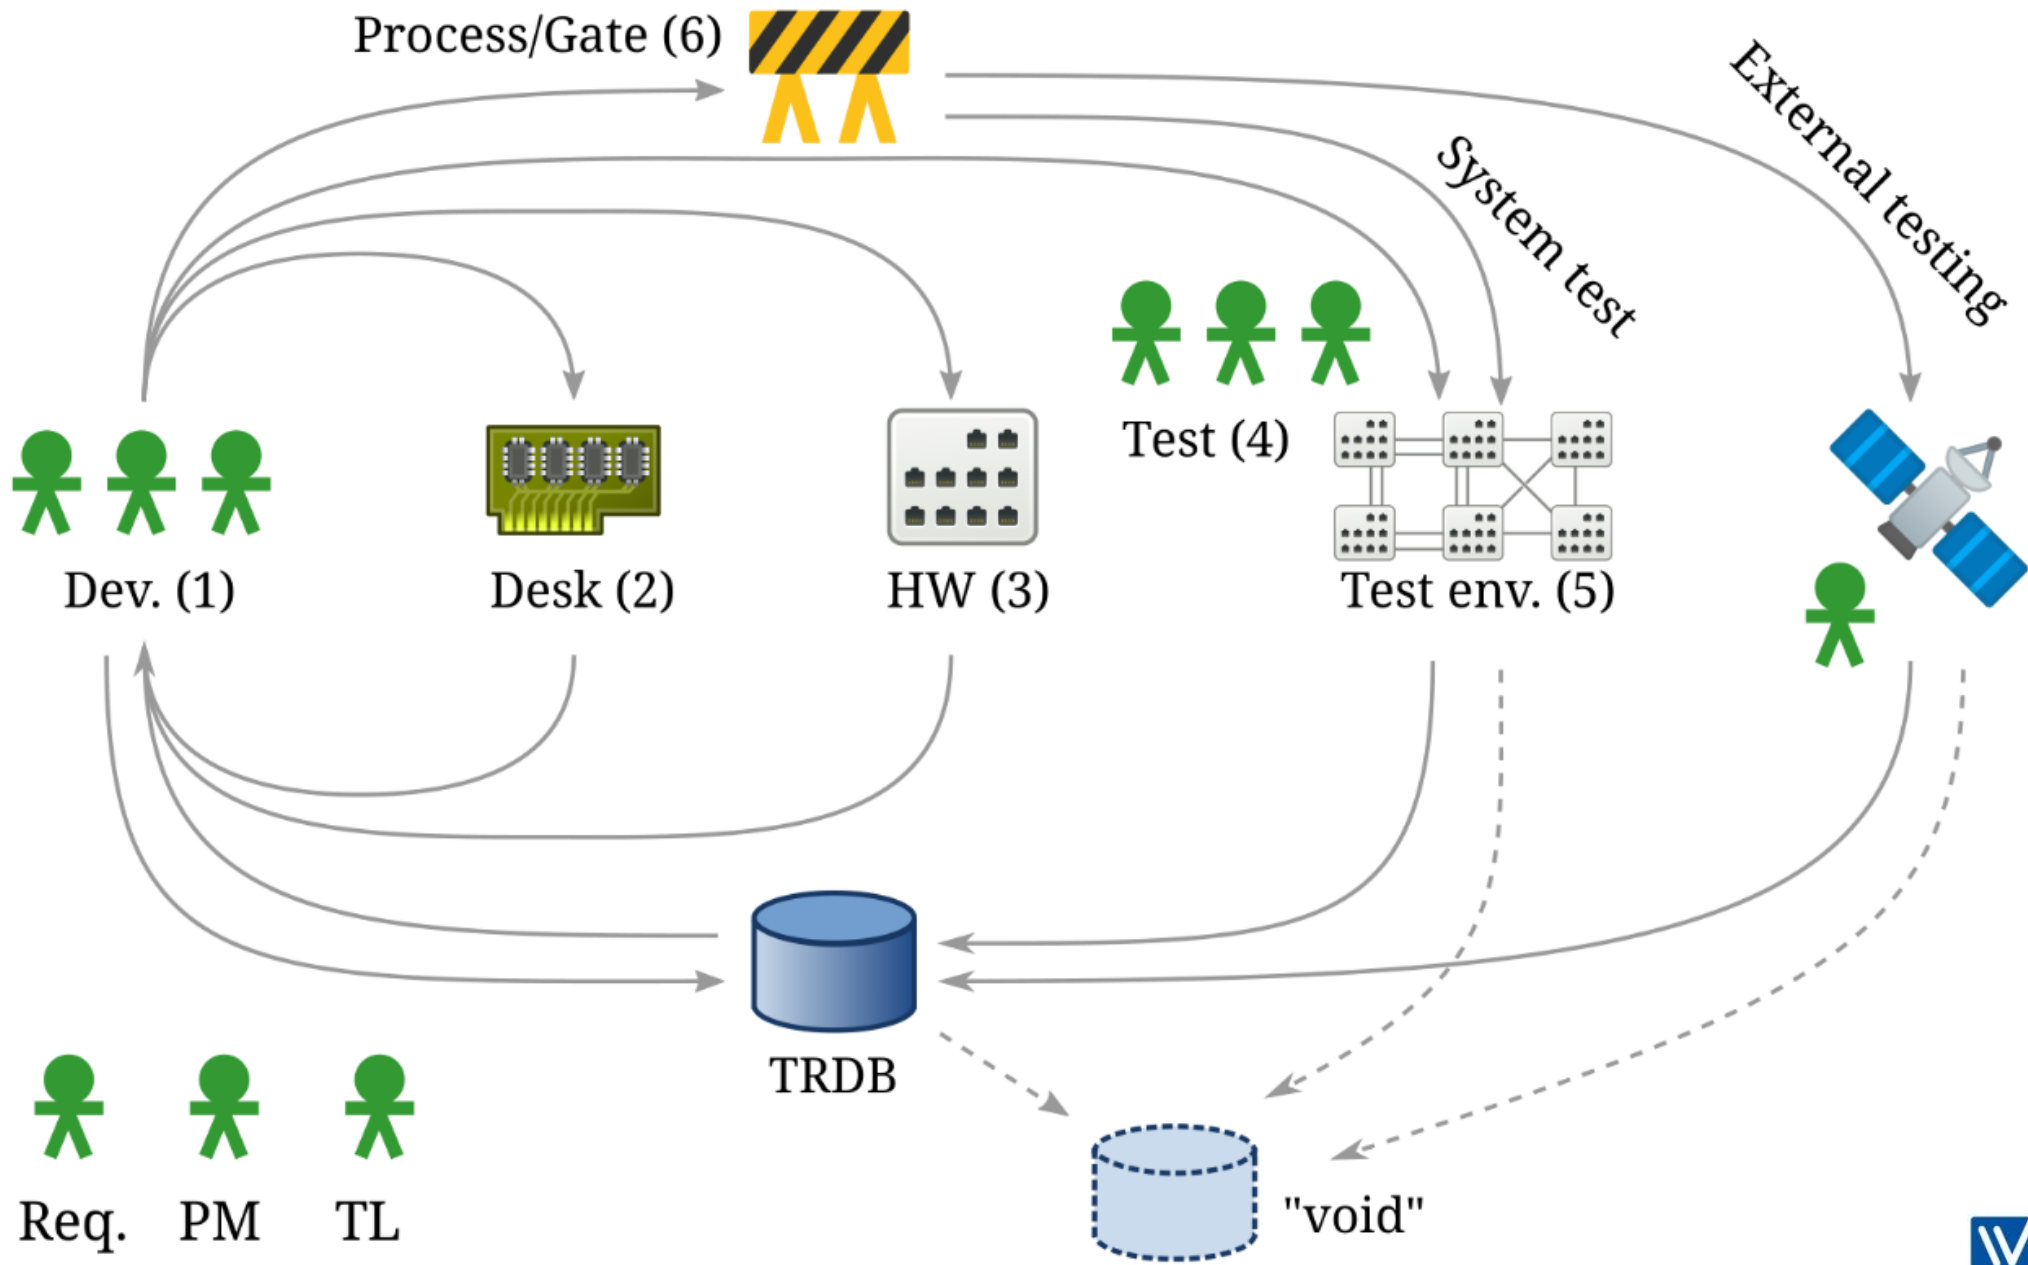 Process/Gate (6)
External testing
System test
Test (4)
Dev. (1)
Desk (2)
HW (3)
Test env. (5)
TRDB
Req.
PM
TL
"void"